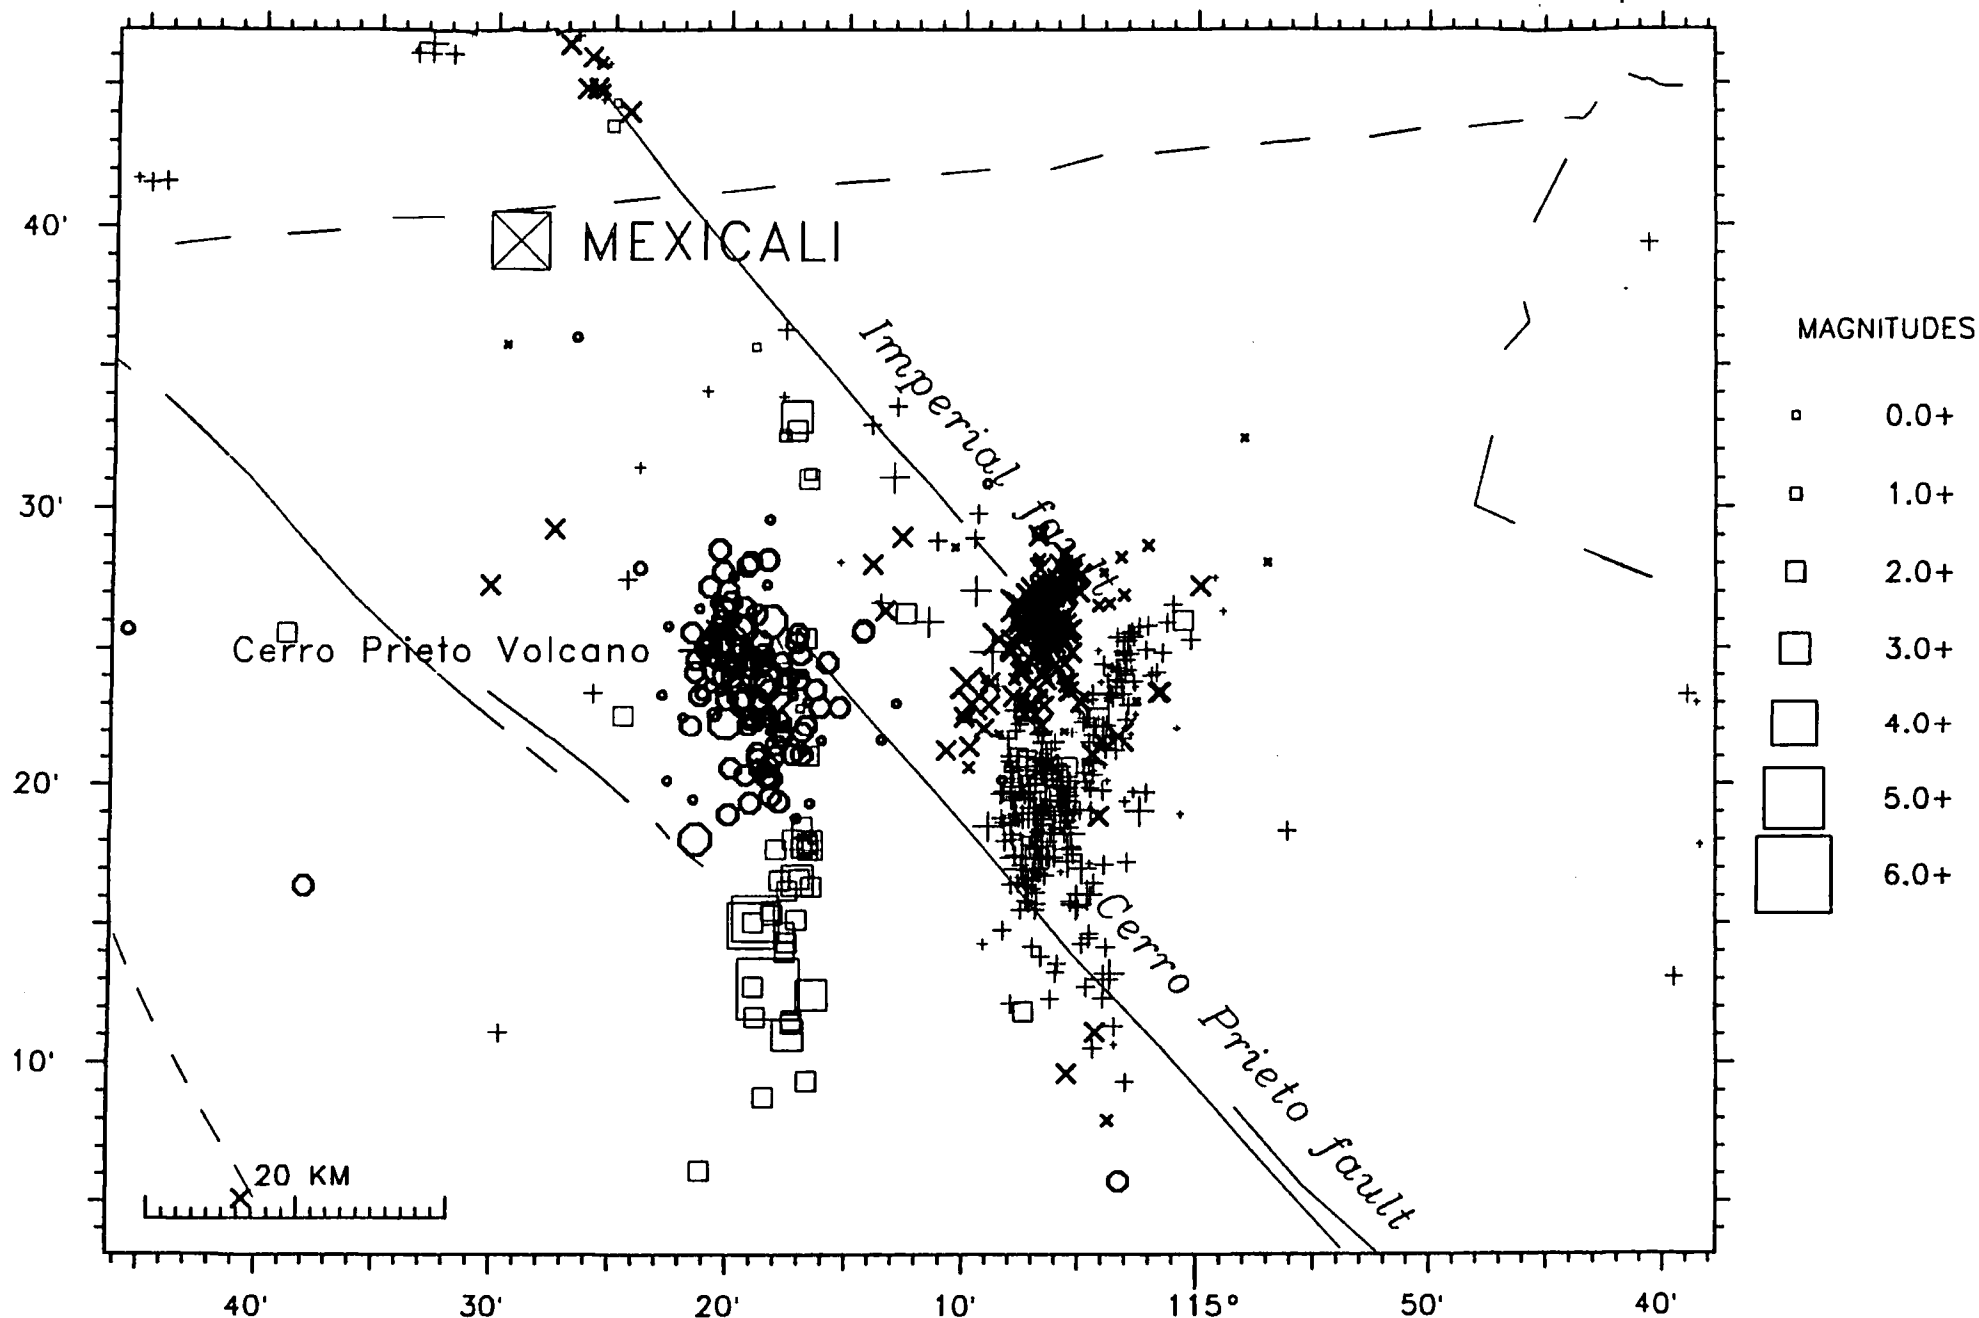 40'
MEXICALI
Imperial fault
MAGNITUDES
0.0+
1.0+
2.0+
3.0+
4.0+
5.0+
6.0+
30'
Cerro Prieto Volcano
20'
Cerro Prieto fault
10'
20 KM
40' 30' 20' 10' 115° 50' 40'